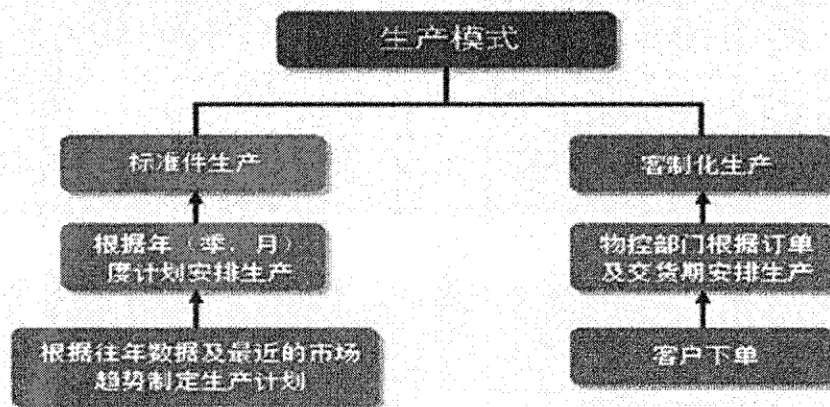 生产模式
标准件生产
客制化生产
根据年（季、月）
度计划安排生产
物控部门根据订单
及交货期安排生产
根据往年数据及最近的市场
趋势制定生产计划
客户下单